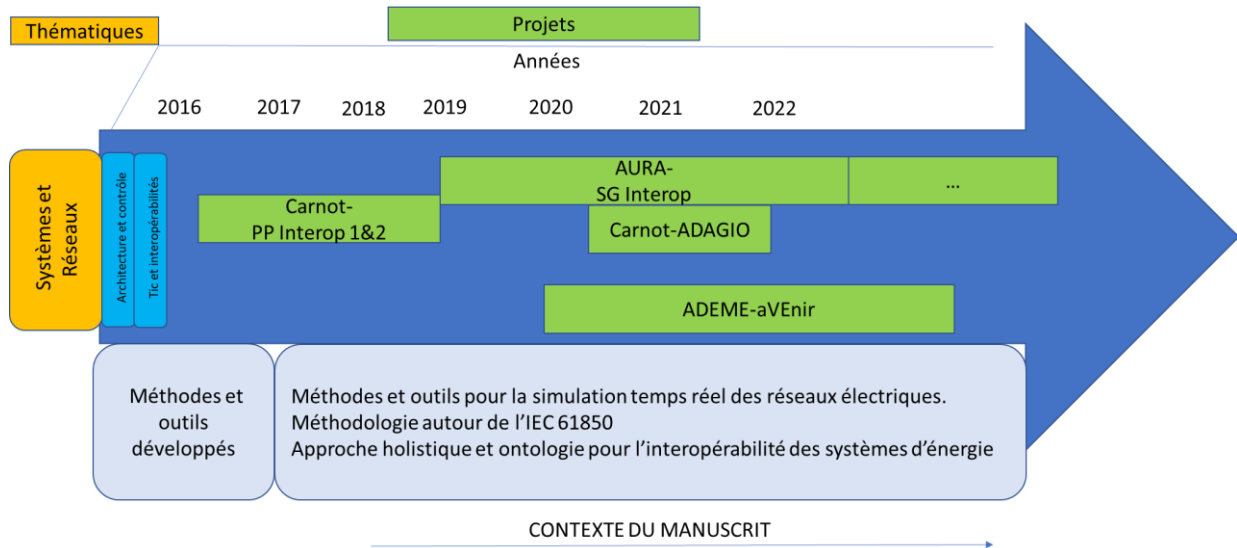 Thématiques
Projets
Années
2016 2017 2018 2019 2020 2021 2022
Systèmes et
Réseaux
Architecture et contrôle
Tic et interopérabilités
AURA-
SG Interop
...
Carnot-
PP Interop 1&2
Carnot-ADAGIO
ADEME-aVEnir
Méthodes et
outils
développés
Méthodes et outils pour la simulation temps réel des réseaux électriques.
Méthodologie autour de l'IEC 61850
Approche holistique et ontologie pour l'interopérabilité des systèmes d'énergie
CONTEXTE DU MANUSCRIT